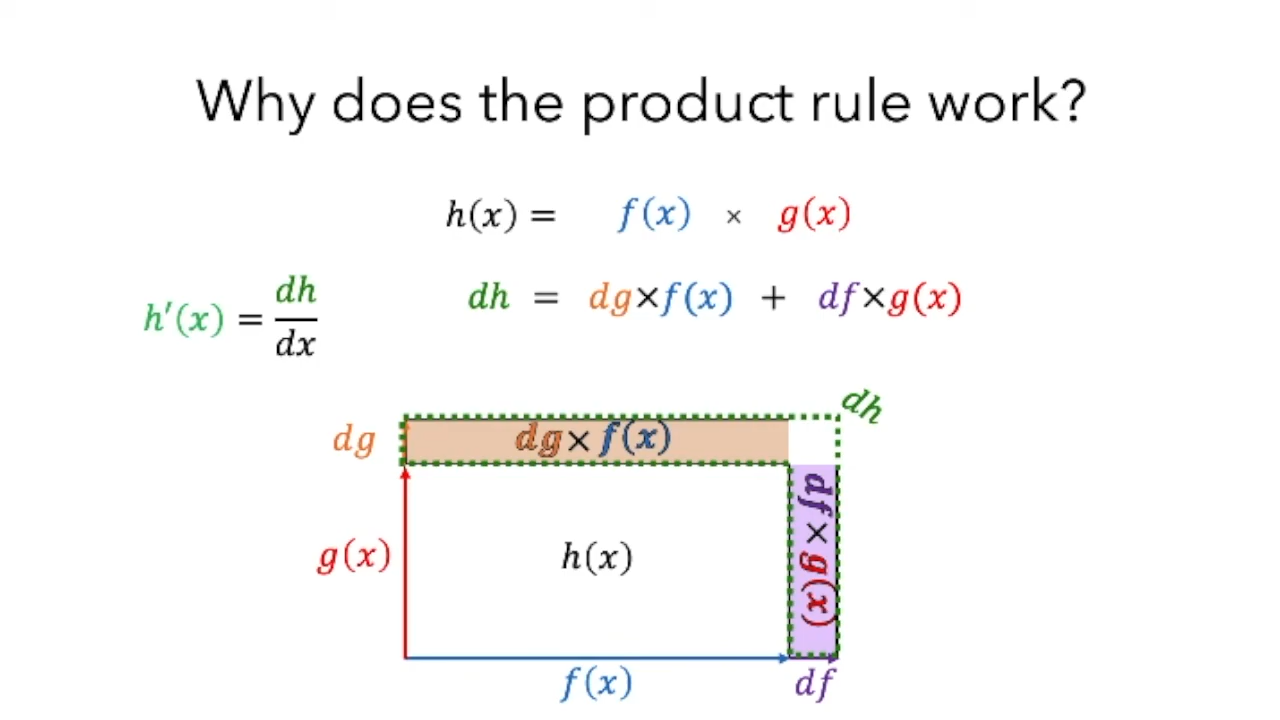 Why does the product rule work?
h(x) = f(x) × g(x)
dh = dg×f(x) + df×g(x)
h′(x) = dh/dx
dh
dg
dg× f(x)
df × g(x)
g(x)
h(x)
f(x)
df